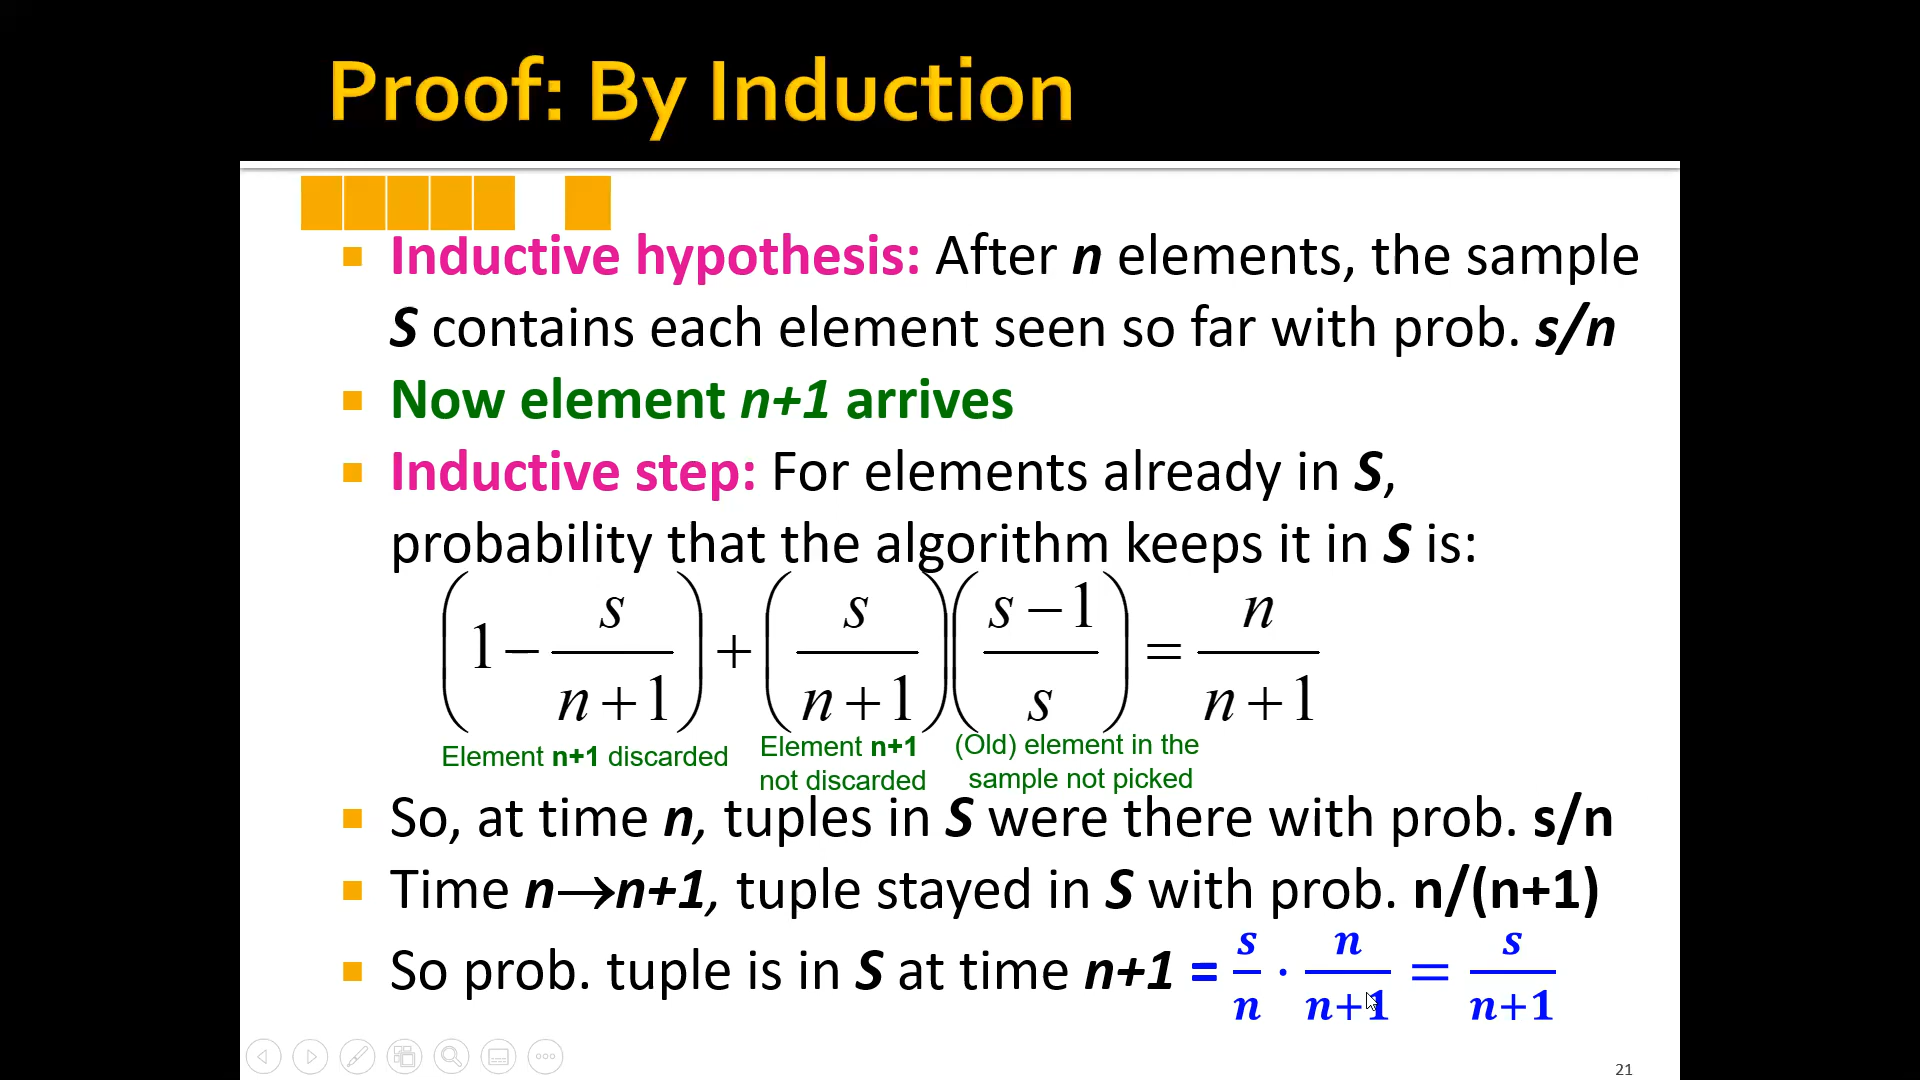 Proof: By Induction
Inductive hypothesis: After n elements, the sample
S contains each element seen so far with prob. s/n
Now element n+1 arrives
Inductive step: For elements already in S,
probability that the algorithm keeps it in S is:
(1 − s/(n+1)) + (s/(n+1)) ((s−1)/s) = n/(n+1)
Element n+1 discarded
Element n+1
not discarded
(Old) element in the
sample not picked
So, at time n, tuples in S were there with prob. s/n
Time n→n+1, tuple stayed in S with prob. n/(n+1)
So prob. tuple is in S at time n+1 = s/n · n/(n+1) = s/(n+1)
21